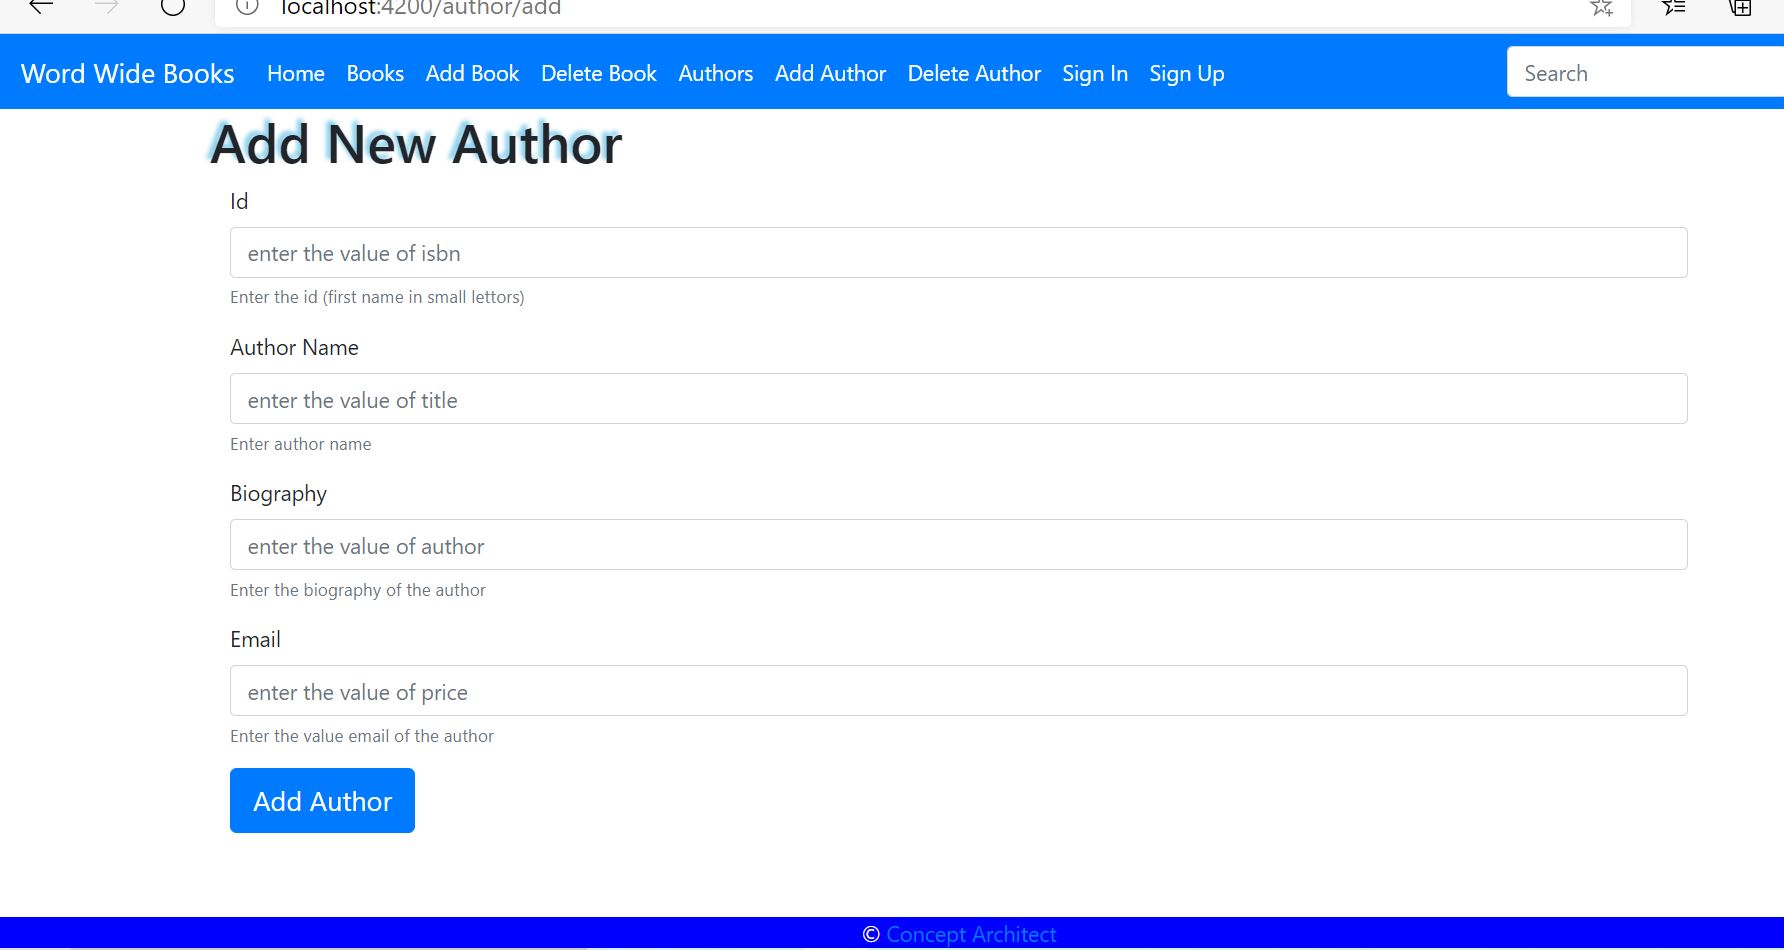 localhost:4200/author/add
Word Wide Books Home Books Add Book Delete Book Authors Add Author Delete Author Sign In Sign Up Search
Add New Author
Id
enter the value of isbn
Enter the id (first name in small lettors)
Author Name
enter the value of title
Enter author name
Biography
enter the value of author
Enter the biography of the author
Email
enter the value of price
Enter the value email of the author
Add Author
© Concept Architect